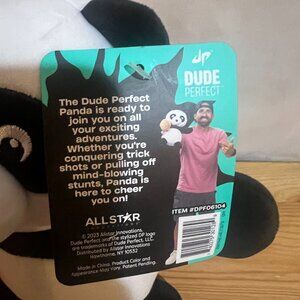 dp
DUDE
PERFECT
The Dude Perfect
Panda is ready to
join you on all
your exciting
adventures.
Whether you're
conquering trick
shots or pulling off
mind-blowing
stunts, Panda is
here to cheer
you on!
ALLSTAR
INNOVATIONS
© 2023 Allstar Innovations.
Dude Perfect and the stylized DP logo
are trademarks of Dude Perfect, LLC.
Distributed by Allstar Innovations
Hawthorne, NY 10532
Made in China. Product Color and
Appearance May Vary. Patent Pending.
ITEM #DPF06104